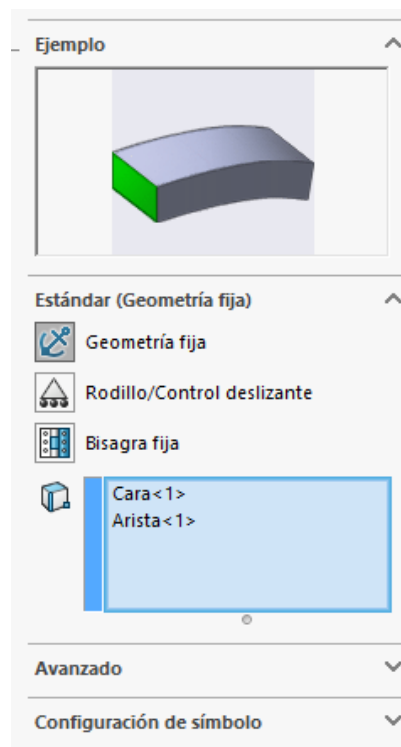 Ejemplo
Estándar (Geometría fija)
Geometría fija
Rodillo/Control deslizante
Bisagra fija
Cara<1>
Arista<1>
Avanzado
Configuración de símbolo